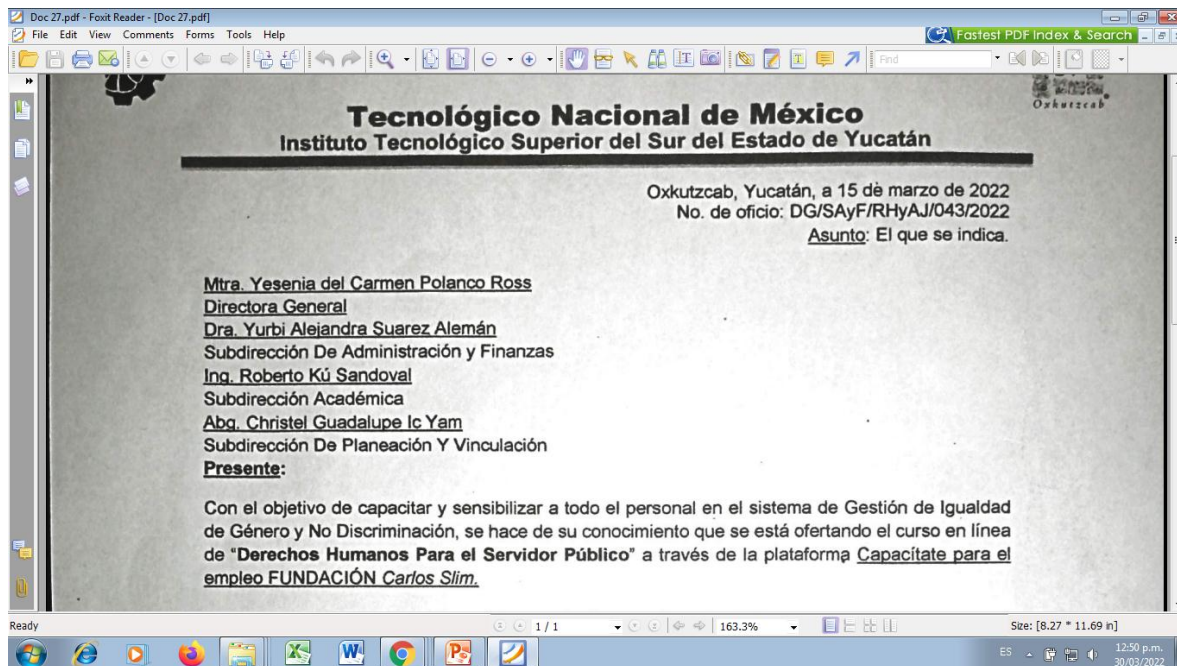 Doc 27.pdf - Foxit Reader - [Doc 27.pdf]
File Edit View Comments Forms Tools Help
Fastest PDF Index & Search
Find
Oxkutzcab
Tecnológico Nacional de México
Instituto Tecnológico Superior del Sur del Estado de Yucatán
Oxkutzcab, Yucatán, a 15 de marzo de 2022
No. de oficio: DG/SAyF/RHyAJ/043/2022
Asunto: El que se indica.
Mtra. Yesenia del Carmen Polanco Ross
Directora General
Dra. Yurbi Alejandra Suarez Alemán
Subdirección De Administración y Finanzas
Ing. Roberto Kú Sandoval
Subdirección Académica
Abg. Christel Guadalupe Ic Yam
Subdirección De Planeación Y Vinculación
Presente:
Con el objetivo de capacitar y sensibilizar a todo el personal en el sistema de Gestión de Igualdad
de Género y No Discriminación, se hace de su conocimiento que se está ofertando el curso en línea
de "Derechos Humanos Para el Servidor Público" a través de la plataforma Capacítate para el
empleo FUNDACIÓN Carlos Slim.
Ready
1 / 1
163.3%
Size: [8.27 * 11.69 in]
ES
12:50 p.m.
30/03/2022